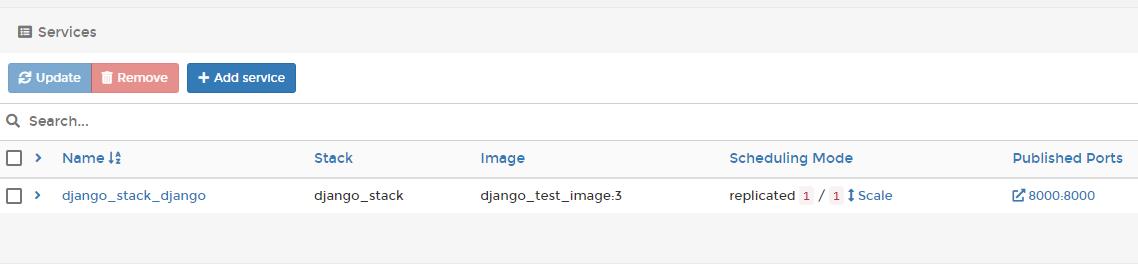 Services
Update Remove Add service
Search...
Name Stack Image Scheduling Mode Published Ports
django_stack_django django_stack django_test_image:3 replicated 1 / 1 Scale 8000:8000